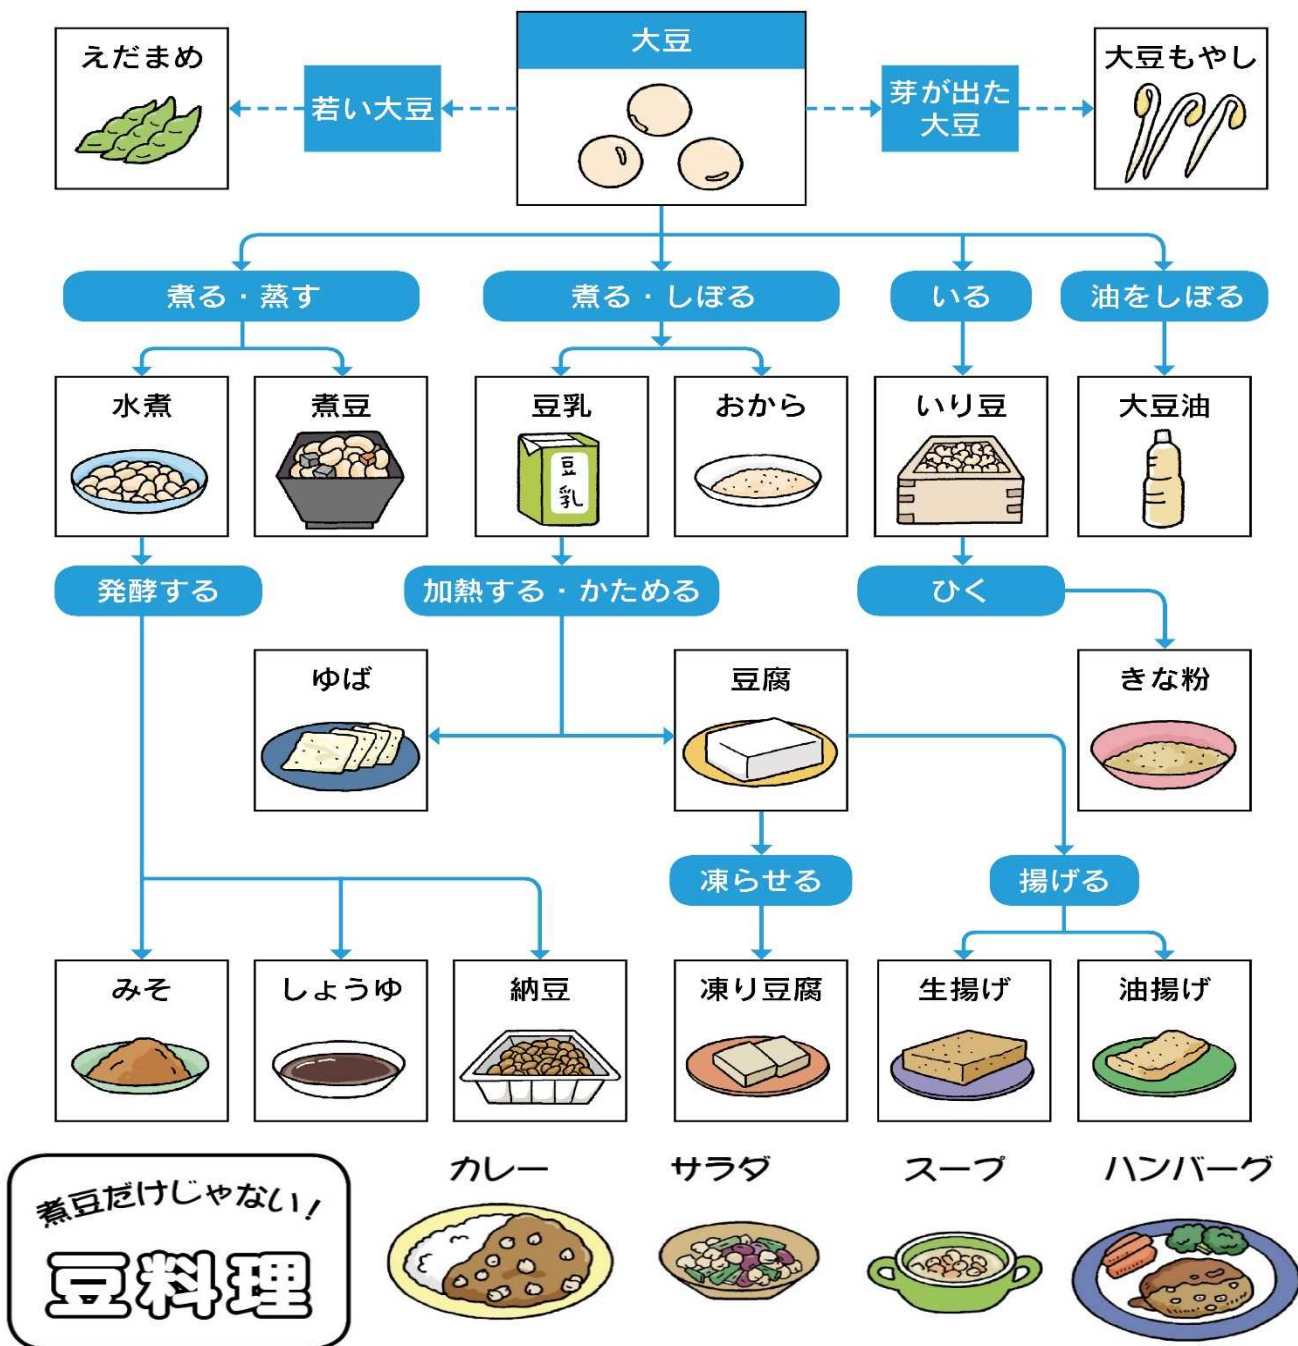 大豆
えだまめ
若い大豆
芽が出た
大豆
大豆もやし
煮る・蒸す
煮る・しぼる
いる
油をしぼる
水煮
煮豆
豆乳
豆
乳
おから
いり豆
大豆油
発酵する
加熱する・かためる
ひく
ゆば
豆腐
きな粉
凍らせる
揚げる
みそ
しょうゆ
納豆
凍り豆腐
生揚げ
油揚げ
煮豆だけじゃない!
豆料理
カレー
サラダ
スープ
ハンバーグ